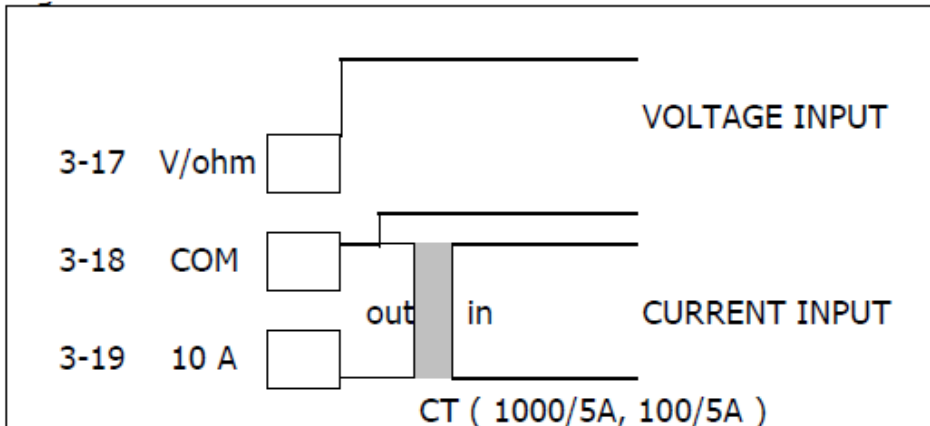 VOLTAGE INPUT
3-17 V/ohm
3-18 COM
out in CURRENT INPUT
3-19 10 A
CT ( 1000/5A, 100/5A )